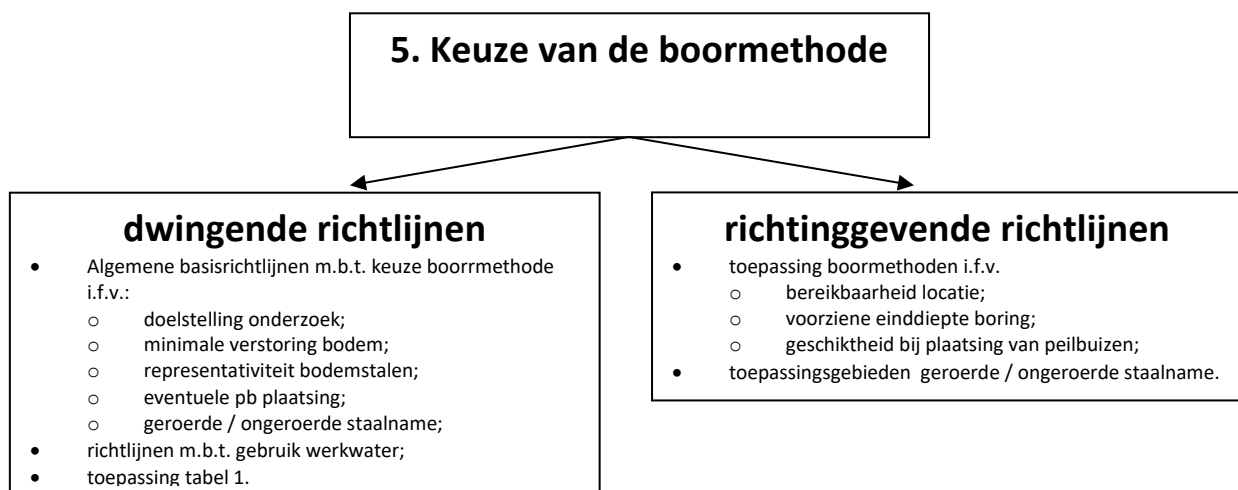 5. Keuze van de boormethode
dwingende richtlijnen
• Algemene basisrichtlijnen m.b.t. keuze boorrmethode
i.f.v.:
o doelstelling onderzoek;
o minimale verstoring bodem;
o representativiteit bodemstalen;
o eventuele pb plaatsing;
o geroerde / ongeroerde staalname;
• richtlijnen m.b.t. gebruik werkwater;
• toepassing tabel 1.
richtinggevende richtlijnen
• toepassing boormethoden i.f.v.
o bereikbaarheid locatie;
o voorziene einddiepte boring;
o geschiktheid bij plaatsing van peilbuizen;
• toepassingsgebieden geroerde / ongeroerde staalname.